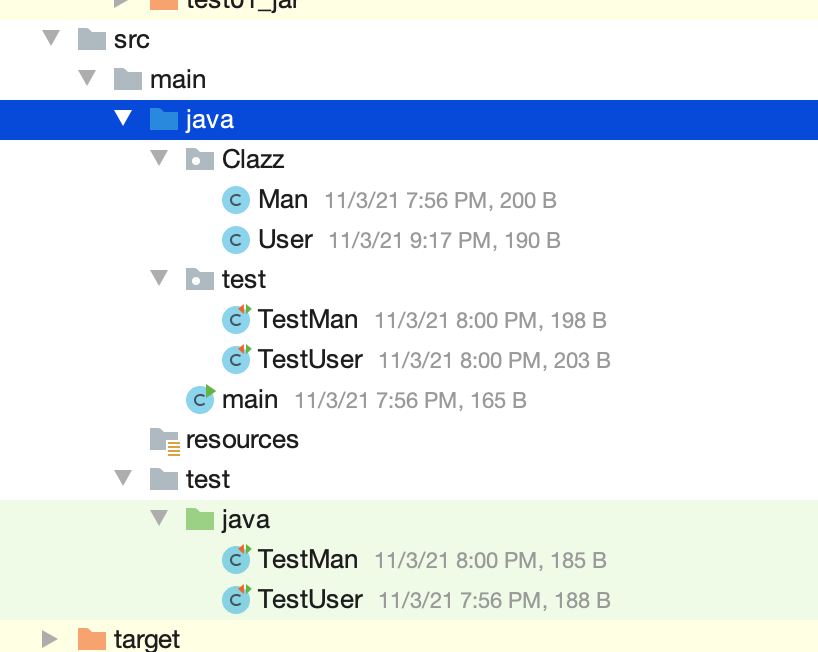 test01_jar
src
main
java
Clazz
Man 11/3/21 7:56 PM, 200 B
User 11/3/21 9:17 PM, 190 B
test
TestMan 11/3/21 8:00 PM, 198 B
TestUser 11/3/21 8:00 PM, 203 B
main 11/3/21 7:56 PM, 165 B
resources
test
java
TestMan 11/3/21 8:00 PM, 185 B
TestUser 11/3/21 7:56 PM, 188 B
target